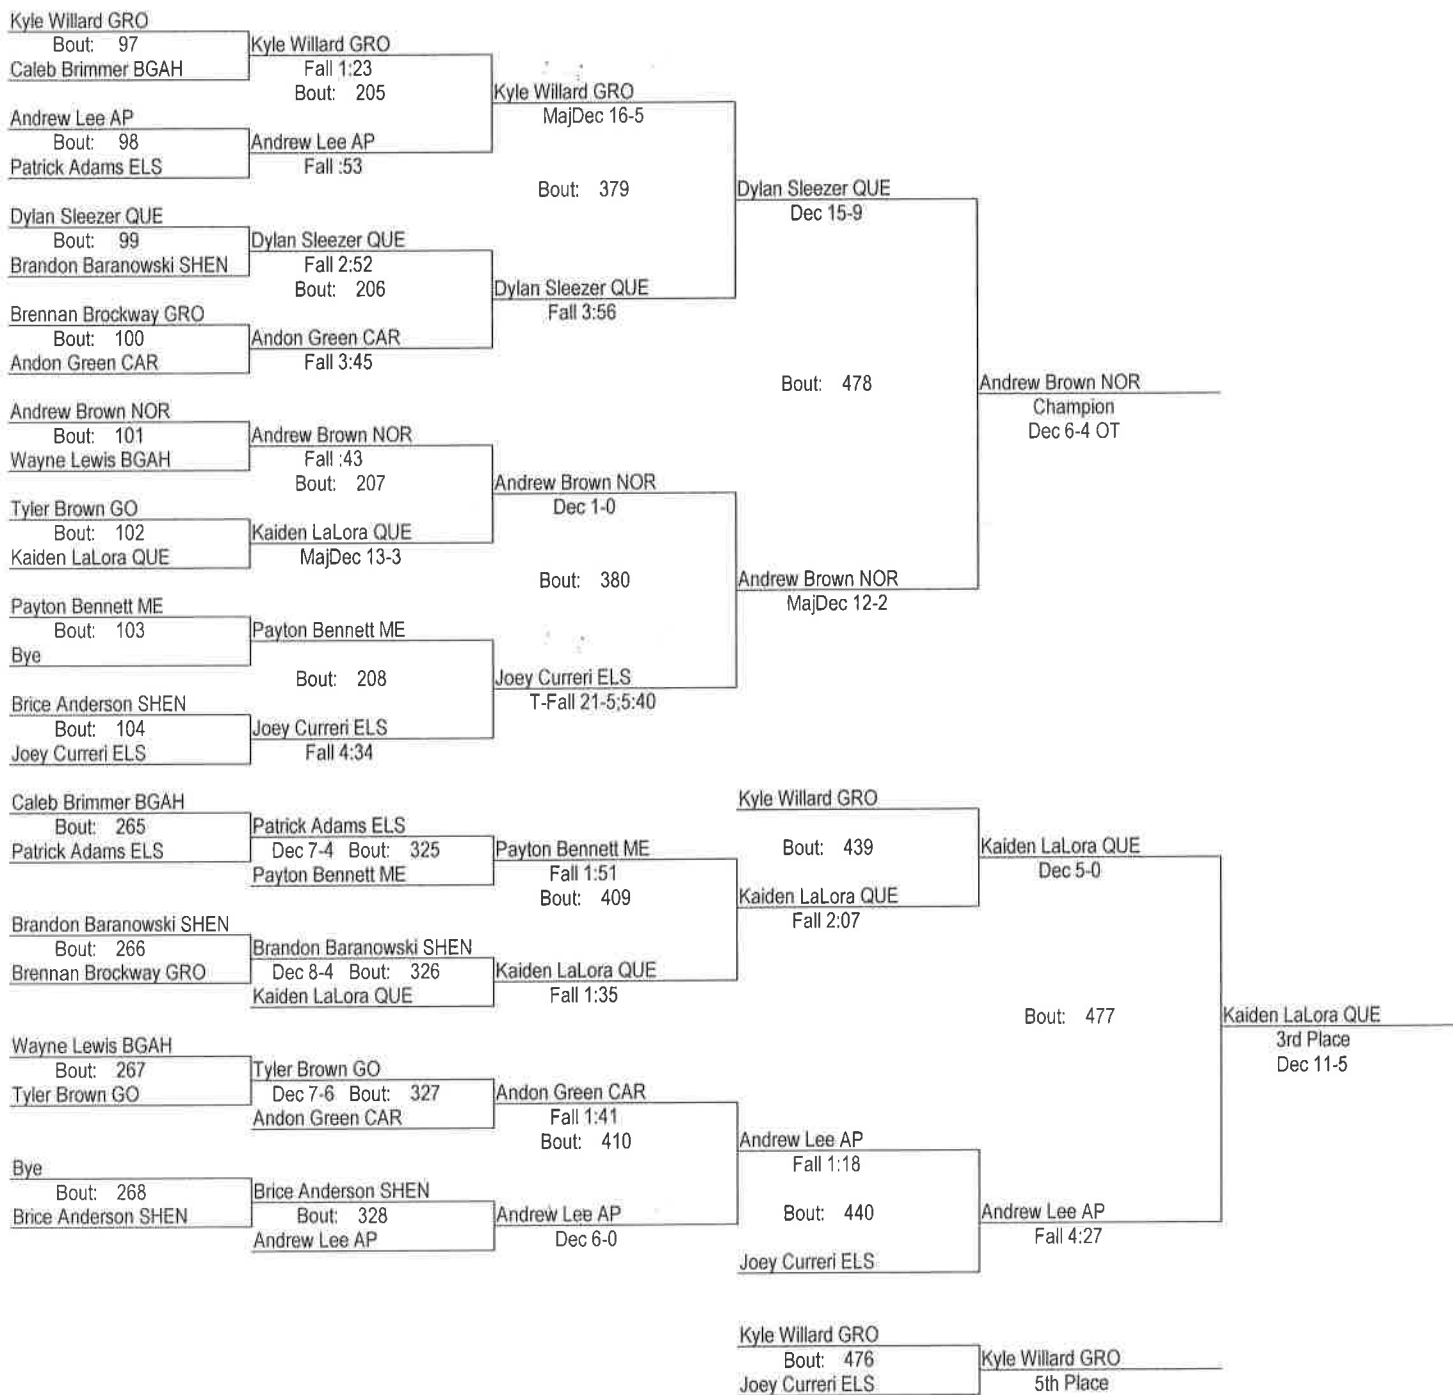 Kyle Willard GRO
Bout: 97
Caleb Brimmer BGAH
Andrew Lee AP
Bout: 98
Patrick Adams ELS
Dylan Sleezer QUE
Bout: 99
Brandon Baranowski SHEN
Brennan Brockway GRO
Bout: 100
Andon Green CAR
Andrew Brown NOR
Bout: 101
Wayne Lewis BGAH
Tyler Brown GO
Bout: 102
Kaiden LaLora QUE
Payton Bennett ME
Bout: 103
Bye
Brice Anderson SHEN
Bout: 104
Joey Curreri ELS
Kyle Willard GRO
Fall 1:23
Bout: 205
Andrew Lee AP
Fall :53
Dylan Sleezer QUE
Fall 2:52
Bout: 206
Andon Green CAR
Fall 3:45
Andrew Brown NOR
Fall :43
Bout: 207
Kaiden LaLora QUE
MajDec 13-3
Payton Bennett ME
Bout: 208
Joey Curreri ELS
Fall 4:34
Kyle Willard GRO
MajDec 16-5
Bout: 379
Dylan Sleezer QUE
Fall 3:56
Andrew Brown NOR
Dec 1-0
Bout: 380
Joey Curreri ELS
T-Fall 21-5;5:40
Dylan Sleezer QUE
Dec 15-9
Bout: 478
Andrew Brown NOR
MajDec 12-2
Andrew Brown NOR
Champion
Dec 6-4 OT
Caleb Brimmer BGAH
Bout: 265
Patrick Adams ELS
Brandon Baranowski SHEN
Bout: 266
Brennan Brockway GRO
Wayne Lewis BGAH
Bout: 267
Tyler Brown GO
Bye
Bout: 268
Brice Anderson SHEN
Patrick Adams ELS
Dec 7-4 Bout: 325
Payton Bennett ME
Brandon Baranowski SHEN
Dec 8-4 Bout: 326
Kaiden LaLora QUE
Tyler Brown GO
Dec 7-6 Bout: 327
Andon Green CAR
Brice Anderson SHEN
Bout: 328
Andrew Lee AP
Payton Bennett ME
Fall 1:51
Bout: 409
Kaiden LaLora QUE
Fall 1:35
Andon Green CAR
Fall 1:41
Bout: 410
Andrew Lee AP
Dec 6-0
Kyle Willard GRO
Bout: 439
Kaiden LaLora QUE
Fall 2:07
Andrew Lee AP
Fall 1:18
Bout: 440
Joey Curreri ELS
Kaiden LaLora QUE
Dec 5-0
Bout: 477
Andrew Lee AP
Fall 4:27
Kaiden LaLora QUE
3rd Place
Dec 11-5
Kyle Willard GRO
Bout: 476
Joey Curreri ELS
Kyle Willard GRO
5th Place